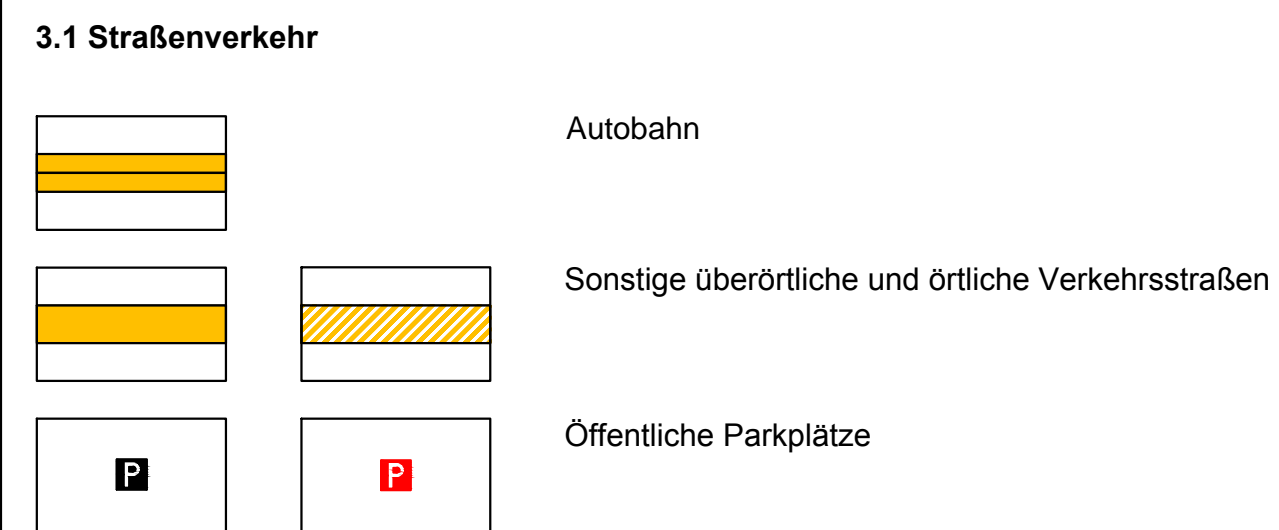 3.1 Straßenverkehr
Autobahn
Sonstige überörtliche und örtliche Verkehrsstraßen
P P Öffentliche Parkplätze